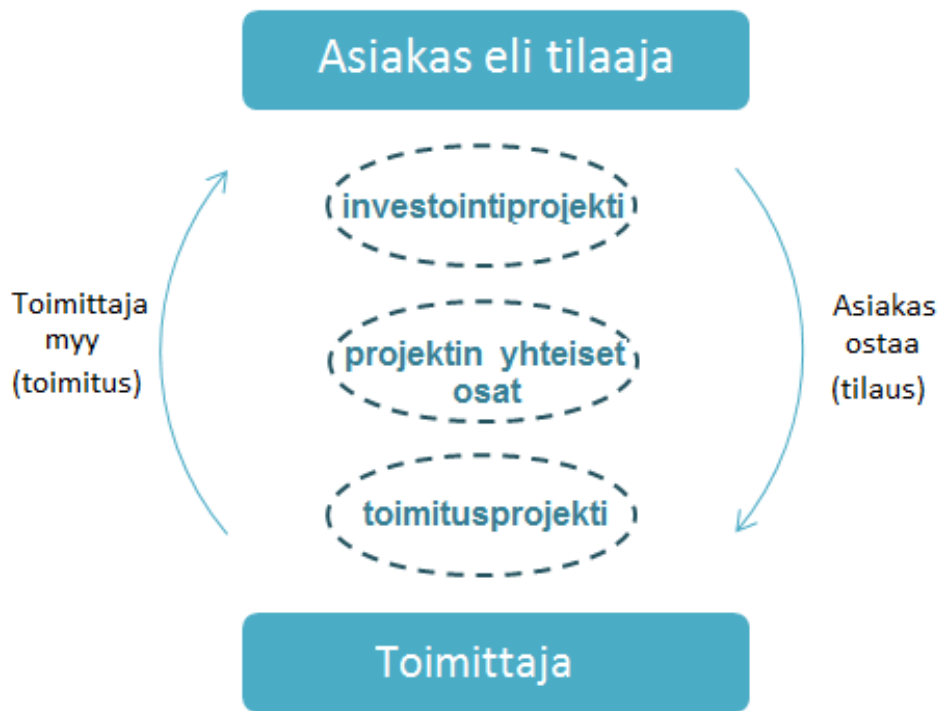 Asiakas eli tilaaja
investointiprojekti
Toimittaja
myy
(toimitus)
projektin yhteiset
osat
Asiakas
ostaa
(tilaus)
toimitusprojekti
Toimittaja